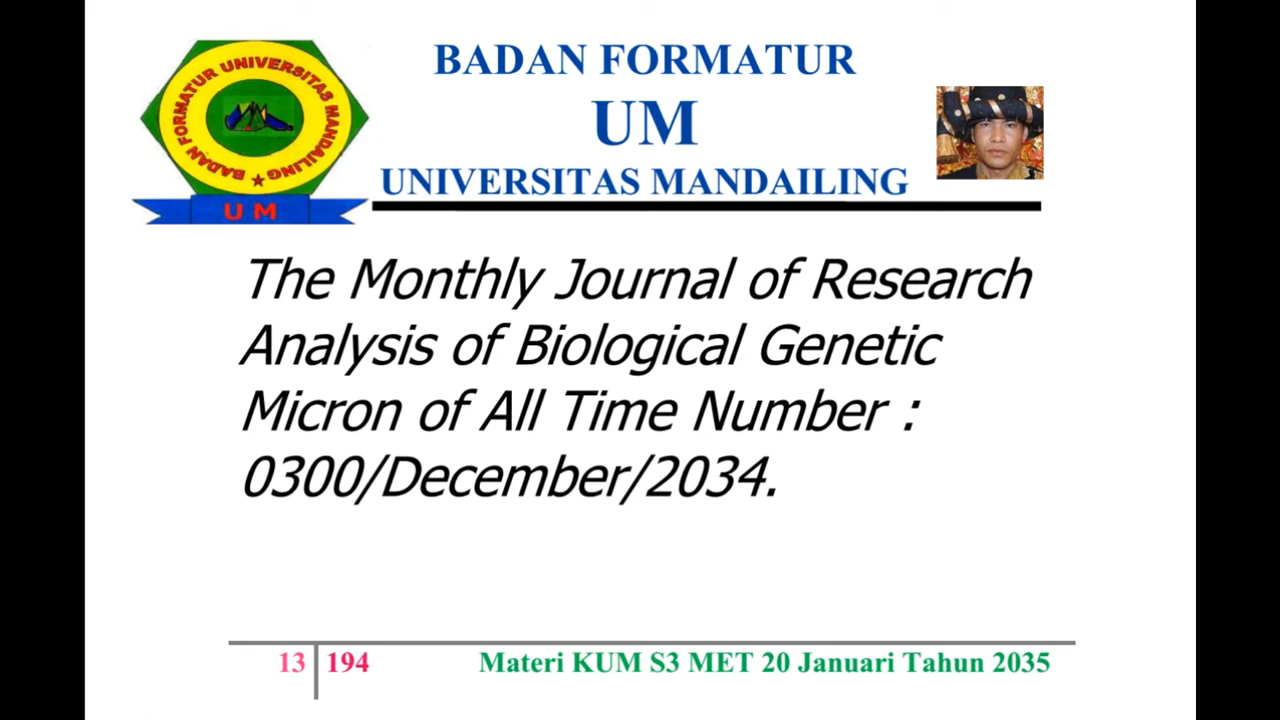 BADAN FORMATUR UNIVERSITAS MANDAILING
U M
BADAN FORMATUR
UM
UNIVERSITAS MANDAILING
The Monthly Journal of Research
Analysis of Biological Genetic
Micron of All Time Number :
0300/December/2034.
13 194 Materi KUM S3 MET 20 Januari Tahun 2035